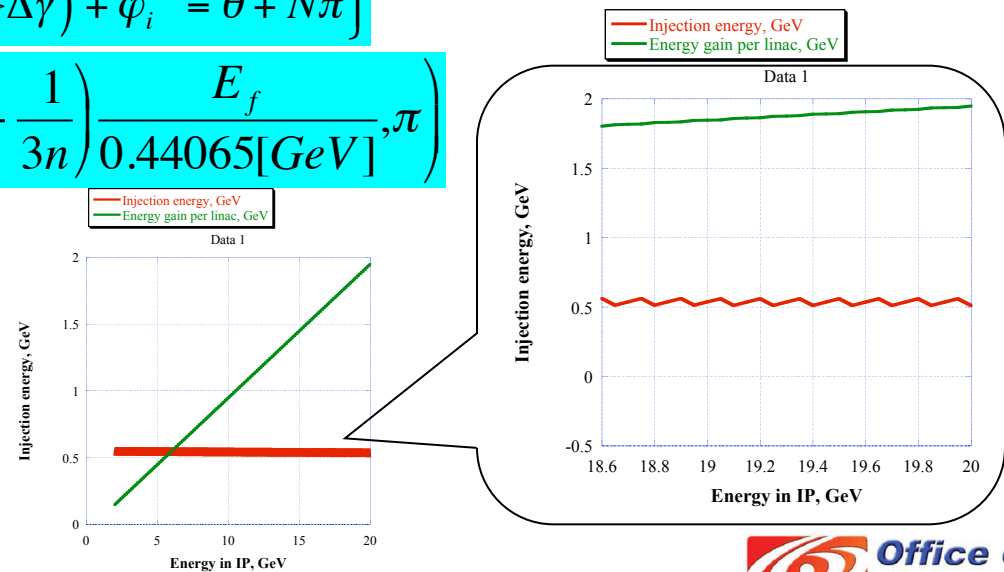 Δγ) + φ_i = θ + Nπ]
1/3n) E_f/0.44065[GeV], π)
Injection energy, GeV
Energy gain per linac, GeV
Data 1
2
1.5
1
0.5
0
0 5 10 15 20
Injection energy, GeV
Energy in IP, GeV
Injection energy, GeV
Energy gain per linac, GeV
Data 1
2
1.5
1
0.5
0
-0.5
18.6 18.8 19 19.2 19.4 19.6 19.8 20
Injection energy, GeV
Energy in IP, GeV
Office